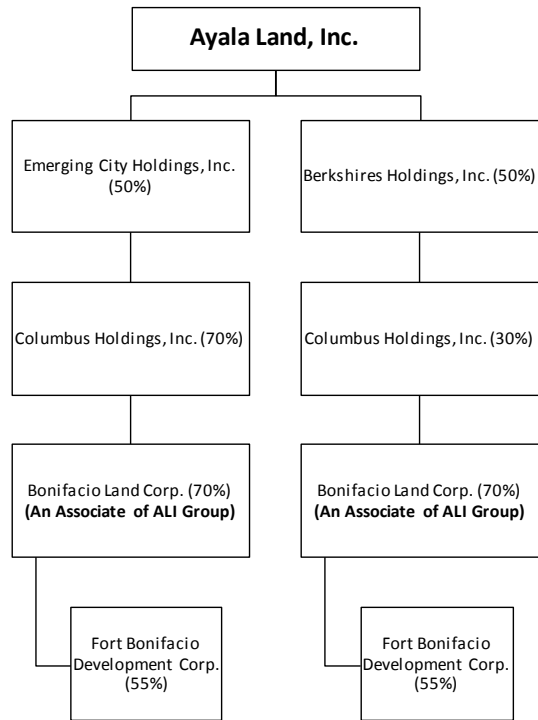 Ayala Land, Inc.
Emerging City Holdings, Inc.
(50%)
Berkshires Holdings, Inc. (50%)
Columbus Holdings, Inc. (70%)
Columbus Holdings, Inc. (30%)
Bonifacio Land Corp. (70%)
(An Associate of ALI Group)
Bonifacio Land Corp. (70%)
(An Associate of ALI Group)
Fort Bonifacio
Development Corp.
(55%)
Fort Bonifacio
Development Corp.
(55%)